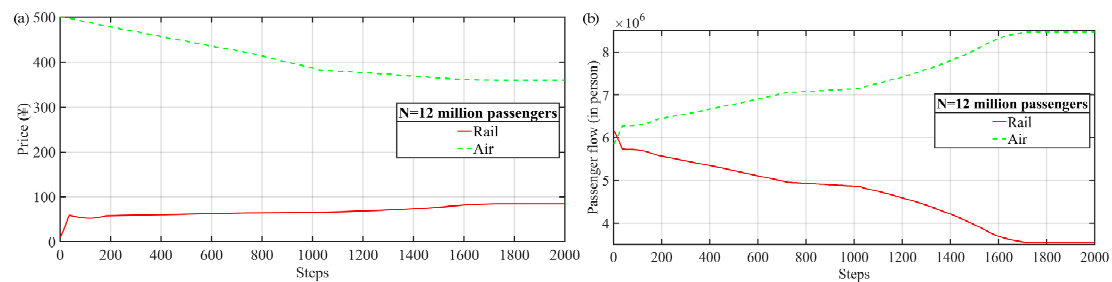 (a)
500
400
300
200
100
0
Price (¥)
N=12 million passengers
Rail
Air
0 200 400 600 800 1000 1200 1400 1600 1800 2000
Steps
(b)
×10⁶
8
7
6
5
4
Passenger flow (in person)
N=12 million passengers
Rail
Air
0 200 400 600 800 1000 1200 1400 1600 1800 2000
Steps